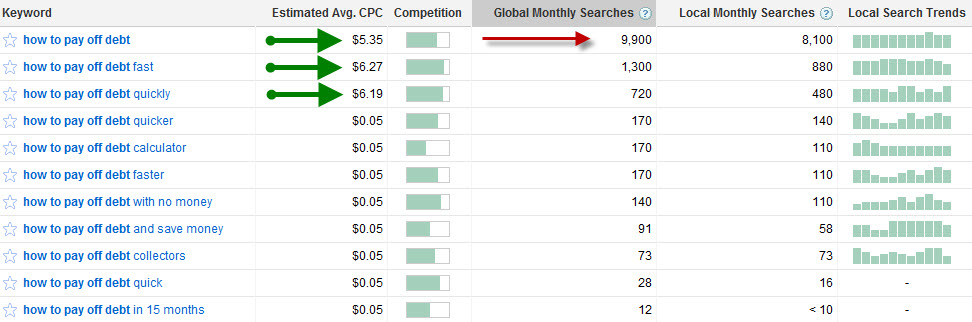 Keyword Estimated Avg. CPC Competition Global Monthly Searches ? Local Monthly Searches ? Local Search Trends
how to pay off debt $5.35 9,900 8,100
how to pay off debt fast $6.27 1,300 880
how to pay off debt quickly $6.19 720 480
how to pay off debt quicker $0.05 170 140
how to pay off debt calculator $0.05 170 110
how to pay off debt faster $0.05 170 110
how to pay off debt with no money $0.05 140 110
how to pay off debt and save money $0.05 91 58
how to pay off debt collectors $0.05 73 73
how to pay off debt quick $0.05 28 16 -
how to pay off debt in 15 months $0.05 12 < 10 -